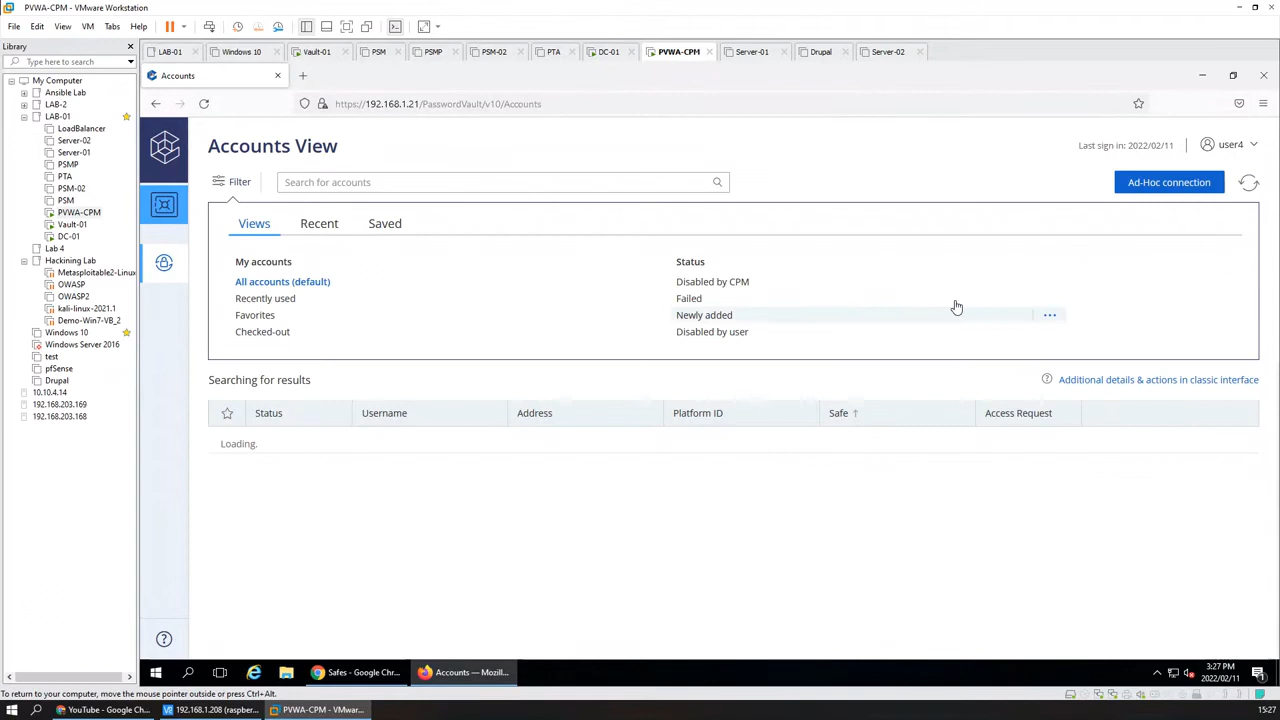 PVWA-CPM - VMware Workstation
File Edit View VM Tabs Help
Library
Type here to search
My Computer
Ansible Lab
LAB-2
LAB-01
LoadBalancer
Server-02
Server-01
PSMP
PTA
PSM-02
PSM
PVWA-CPM
Vault-01
DC-01
Lab 4
Hackining Lab
Metasploitable2-Linux
OWASP
OWASP2
kali-linux-2021.1
Demo-Win7-VB_2
Windows 10
Windows Server 2016
test
pfSense
Drupal
10.10.4.14
192.168.203.169
192.168.203.168
LAB-01 Windows 10 Vault-01 PSM PSMP PSM-02 PTA DC-01 PVWA-CPM Server-01 Drupal Server-02
Accounts
https://192.168.1.21/PasswordVault/v10/Accounts
Accounts View
Last sign in: 2022/02/11 user4
Filter Search for accounts Ad-Hoc connection
Views Recent Saved
My accounts Status
All accounts (default) Disabled by CPM
Recently used Failed
Favorites Newly added
Checked-out Disabled by user
Searching for results Additional details & actions in classic interface
Status Username Address Platform ID Safe Access Request
Loading.
Safes - Google Chr... Accounts — Mozil...
3:27 PM
2022/02/11
To return to your computer, move the mouse pointer outside or press Ctrl+Alt.
YouTube - Google Ch... 192.168.1.208 (raspber... PVWA-CPM - VMwar... 15:27